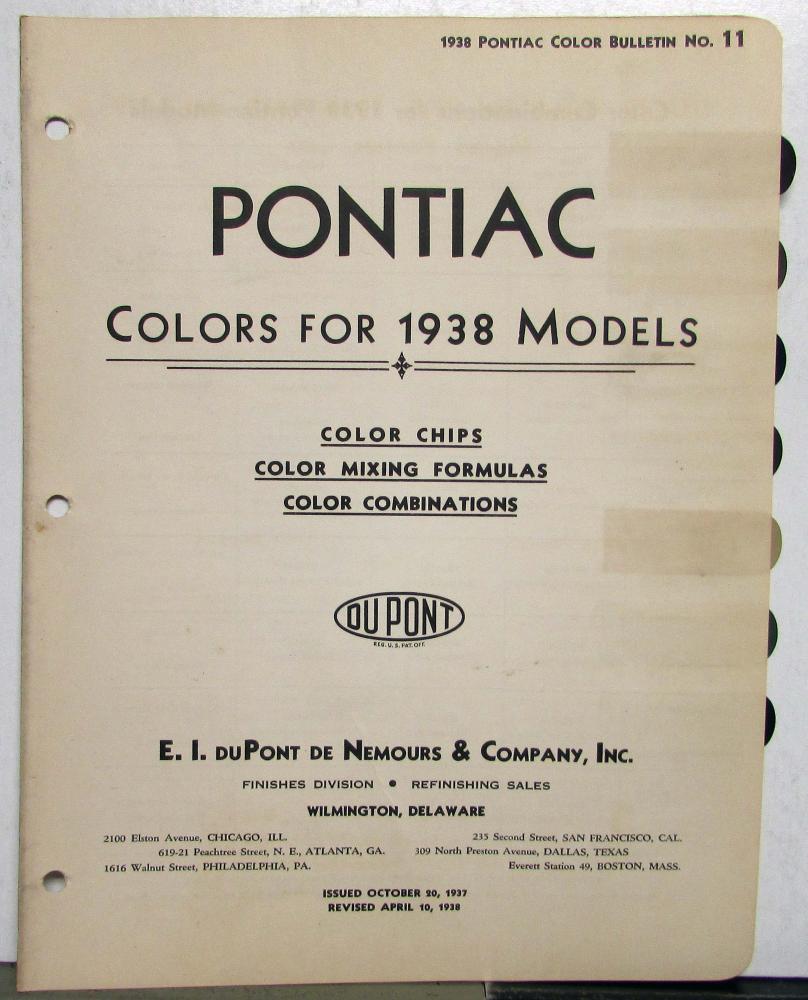 1938 PONTIAC COLOR BULLETIN NO. 11
PONTIAC
COLORS FOR 1938 MODELS
COLOR CHIPS
COLOR MIXING FORMULAS
COLOR COMBINATIONS
DU PONT
REG. U.S. PAT. OFF.
E. I. DUPONT DE NEMOURS & COMPANY, INC.
FINISHES DIVISION • REFINISHING SALES
WILMINGTON, DELAWARE
2100 Elston Avenue, CHICAGO, ILL. 235 Second Street, SAN FRANCISCO, CAL.
619-21 Peachtree Street, N. E., ATLANTA, GA. 309 North Preston Avenue, DALLAS, TEXAS
1616 Walnut Street, PHILADELPHIA, PA. Everett Station 49, BOSTON, MASS.
ISSUED OCTOBER 20, 1937
REVISED APRIL 10, 1938